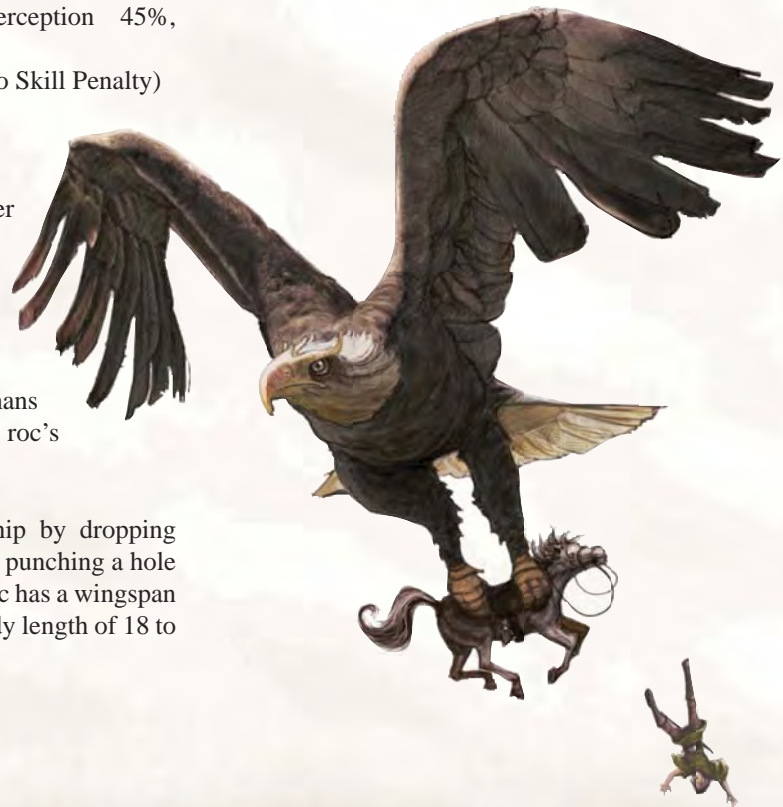 erception 45%,
o Skill Penalty)
er
nans
roc's
hip by dropping
punching a hole
c has a wingspan
ly length of 18 to